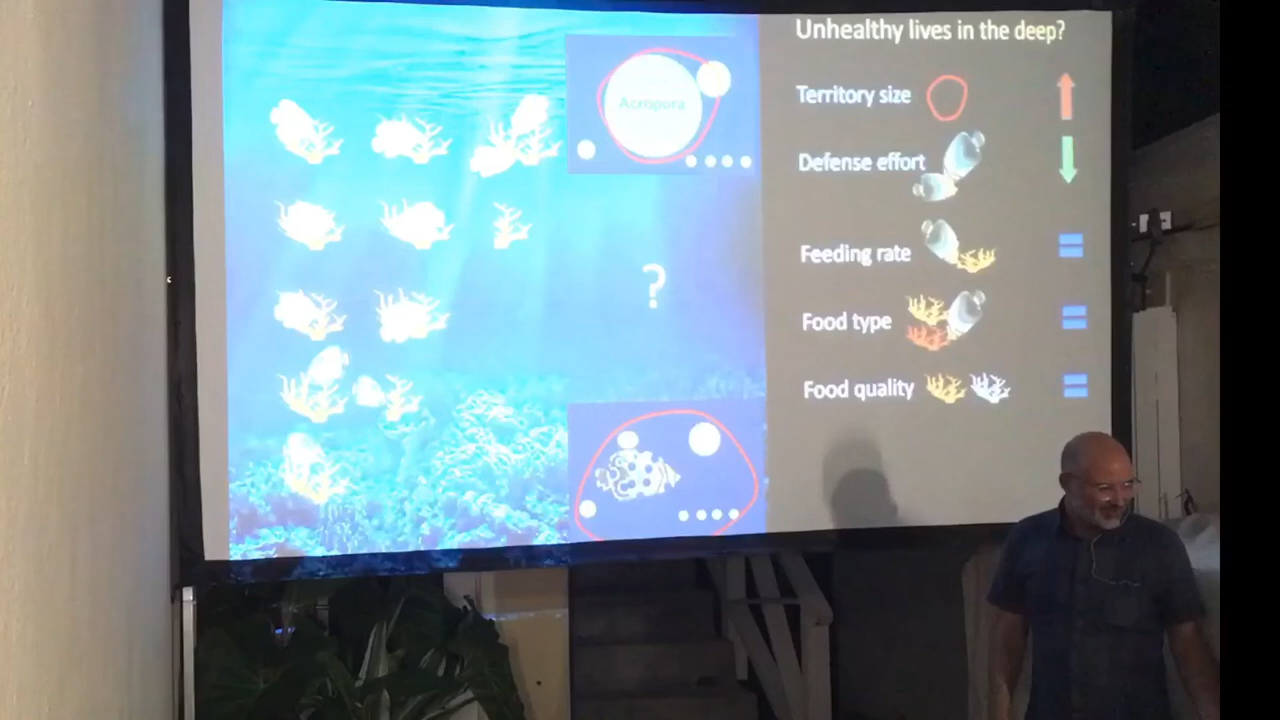 Acropora
?
Unhealthy lives in the deep?
Territory size
Defense effort
Feeding rate
Food type
Food quality